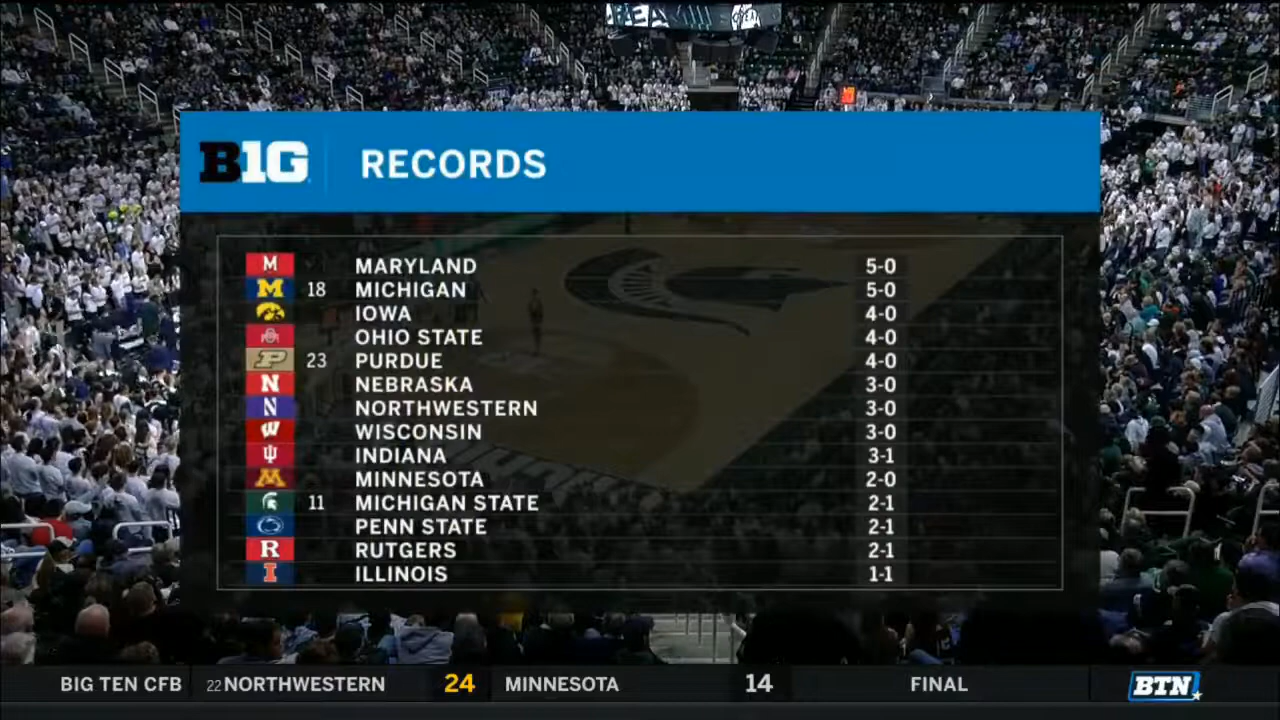 B1G RECORDS
M MARYLAND 5-0
M 18 MICHIGAN 5-0
IOWA 4-0
OHIO STATE 4-0
P 23 PURDUE 4-0
N NEBRASKA 3-0
N NORTHWESTERN 3-0
W WISCONSIN 3-0
INDIANA 3-1
M MINNESOTA 2-0
11 MICHIGAN STATE 2-1
PENN STATE 2-1
R RUTGERS 2-1
I ILLINOIS 1-1
BIG TEN CFB 22 NORTHWESTERN 24 MINNESOTA 14 FINAL BTN